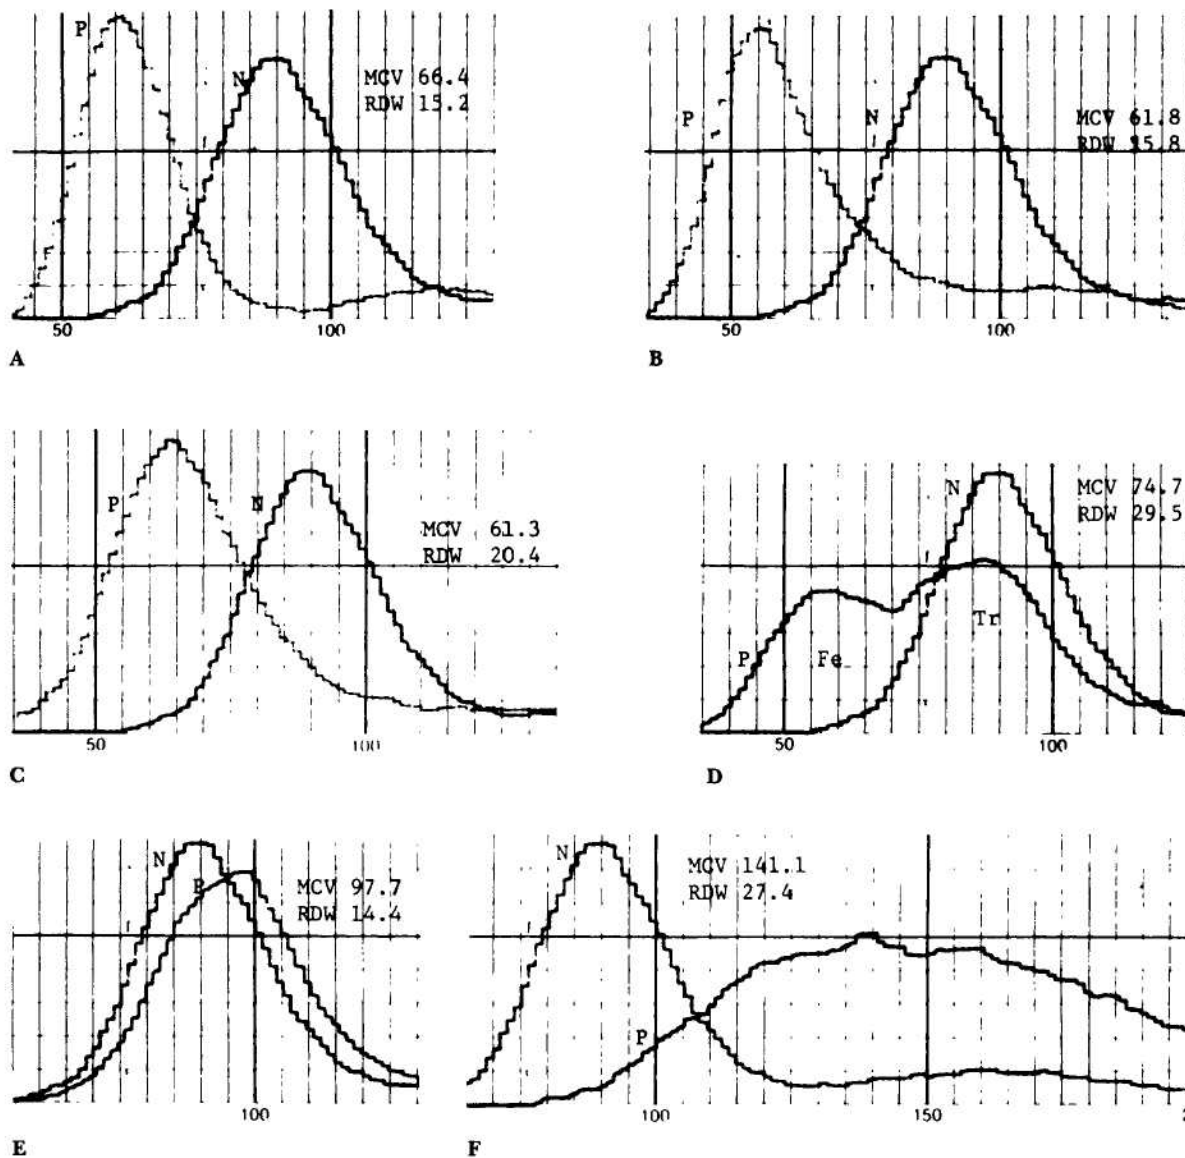 P
N
MCV 66.4
RDW 15.2
50
100
A
P
N
MCV 61.8
RDW 15.8
50
100
B
P
N
MCV 61.3
RDW 20.4
50
100
C
N
MCV 74.7
RDW 29.5
Tr
P
Fe
50
100
D
N
P
MCV 97.7
RDW 14.4
100
E
N
MCV 141.1
RDW 27.4
P
100
150
F